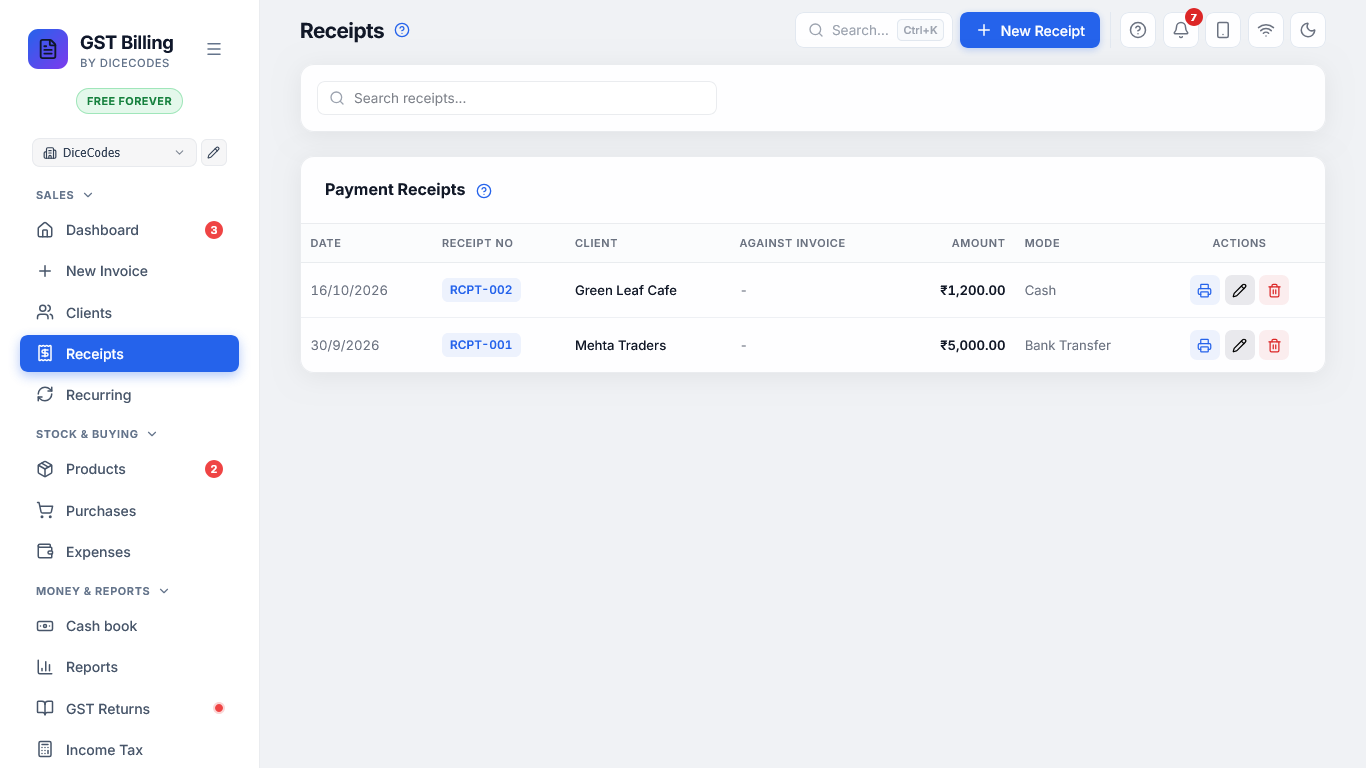 GST Billing
BY DICECODES
FREE FOREVER
DiceCodes
SALES
Dashboard 3
New Invoice
Clients
Receipts
Recurring
STOCK & BUYING
Products 2
Purchases
Expenses
MONEY & REPORTS
Cash book
Reports
GST Returns
Income Tax
Receipts
Search... Ctrl+K
New Receipt
7
Search receipts...
Payment Receipts
DATE RECEIPT NO CLIENT AGAINST INVOICE AMOUNT MODE ACTIONS
16/10/2026 RCPT-002 Green Leaf Cafe - ₹1,200.00 Cash
30/9/2026 RCPT-001 Mehta Traders - ₹5,000.00 Bank Transfer